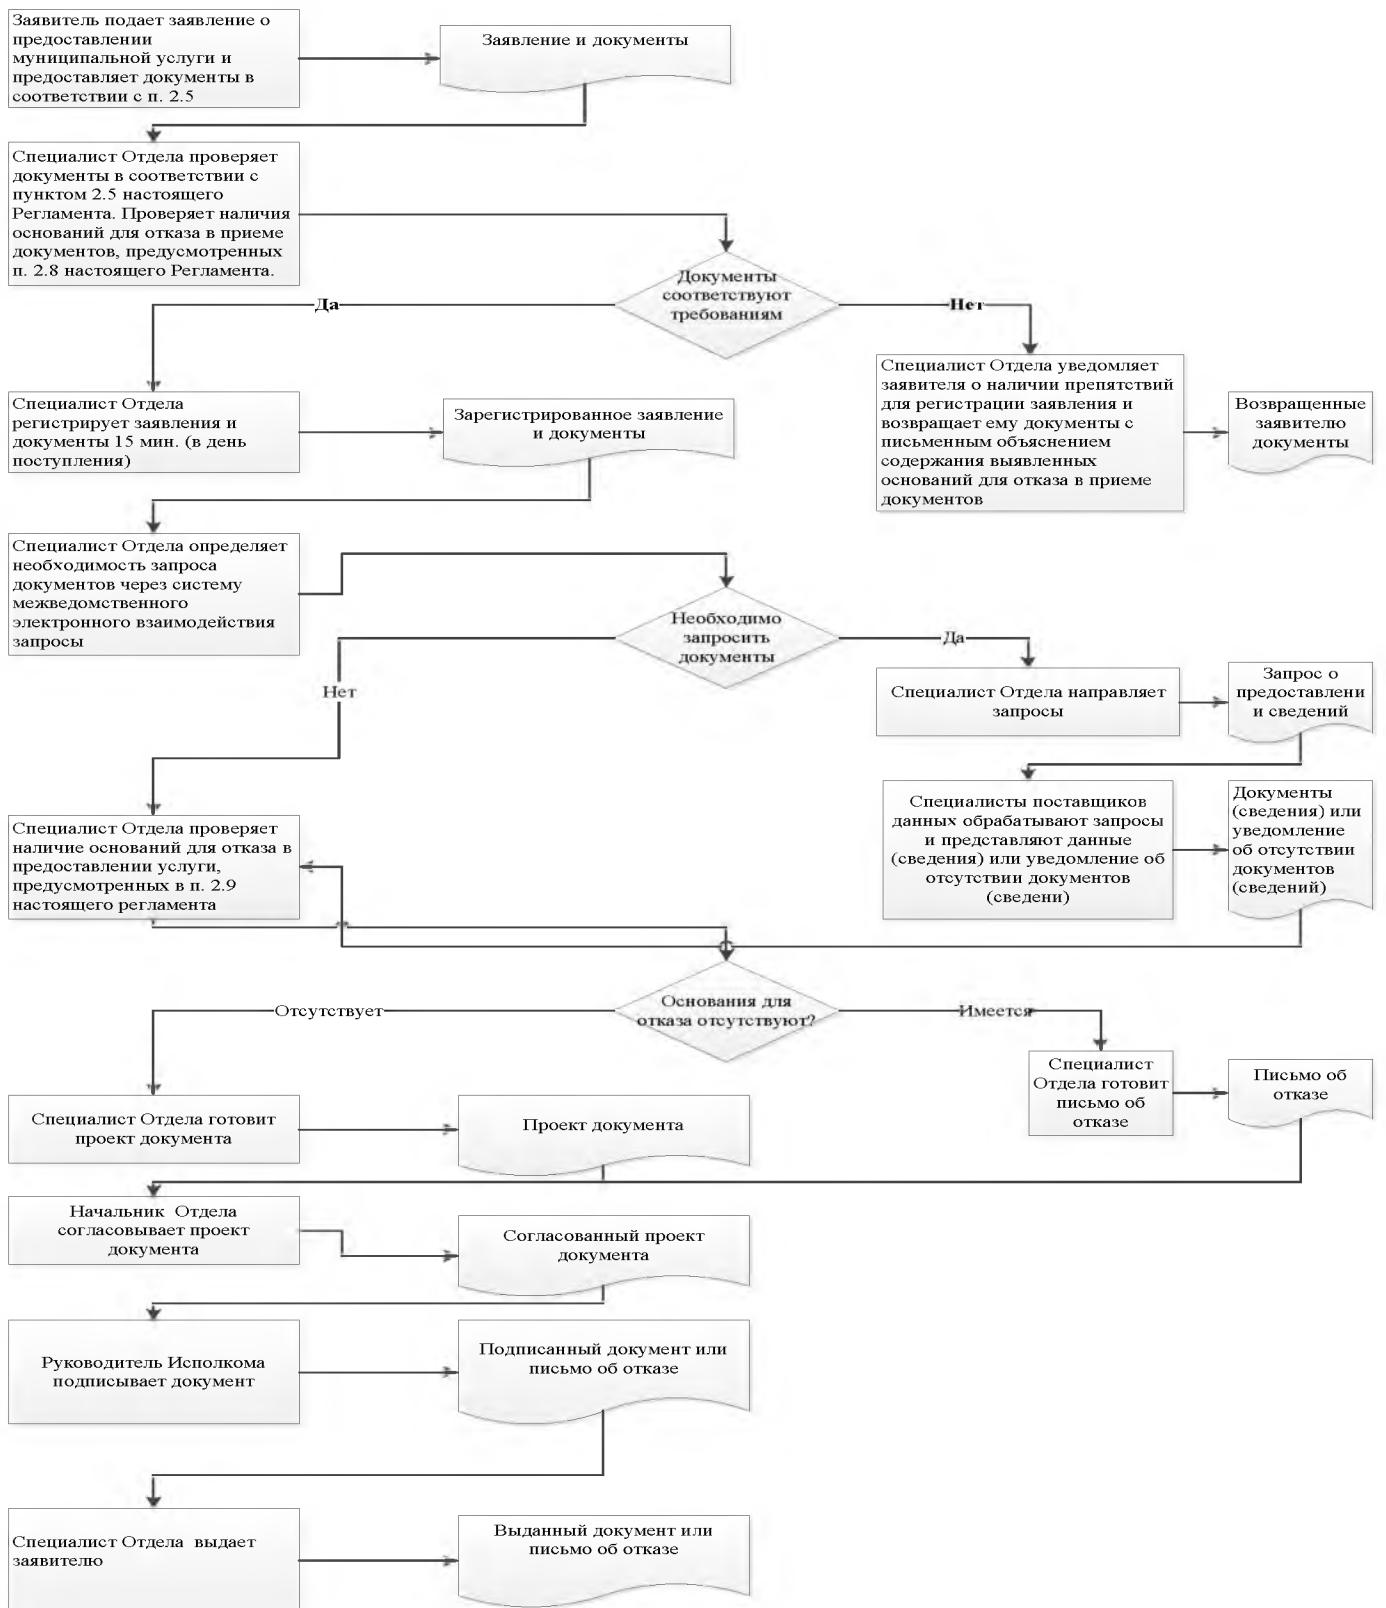 Заявитель подает заявление о
предоставлении
муниципальной услуги и
предоставляет документы в
соответствии с п. 2.5
Заявление и документы
Специалист Отдела проверяет
документы в соответствии с
пунктом 2.5 настоящего
Регламента. Проверяет наличия
оснований для отказа в приеме
документов, предусмотренных
п. 2.8 настоящего Регламента.
Документы
соответствуют
требованиям
Да
Нет
Специалист Отдела
регистрирует заявления и
документы 15 мин. (в день
поступления)
Зарегистрированное заявление
и документы
Специалист Отдела уведомляет
заявителя о наличии препятствий
для регистрации заявления и
возвращает ему документы с
письменным объяснением
содержания выявленных
оснований для отказа в приеме
документов
Возвращенные
заявителю
документы
Специалист Отдела определяет
необходимость запроса
документов через систему
межведомственного
электронного взаимодействия
запросы
Необходимо
запросить
документы
Да
Нет
Специалист Отдела направляет
запросы
Запрос о
предоставлени
и сведений
Специалисты поставщиков
данных обрабатывают запросы
и представляют данные
(сведения) или уведомление об
отсутствии документов
(сведени)
Документы
(сведения) или
уведомление
об отсутствии
документов
(сведений)
Специалист Отдела проверяет
наличие оснований для отказа в
предоставлении услуги,
предусмотренных в п. 2.9
настоящего регламента
Основания для
отказа отсутствуют?
Отсутствует
Имеется
Специалист
Отдела готовит
письмо об
отказе
Письмо об
отказе
Специалист Отдела готовит
проект документа
Проект документа
Начальник  Отдела
согласовывает проект
документа
Согласованный проект
документа
Руководитель Исполкома
подписывает документ
Подписанный документ или
письмо об отказе
Специалист Отдела  выдает
заявителю
Выданный документ или
письмо об отказе